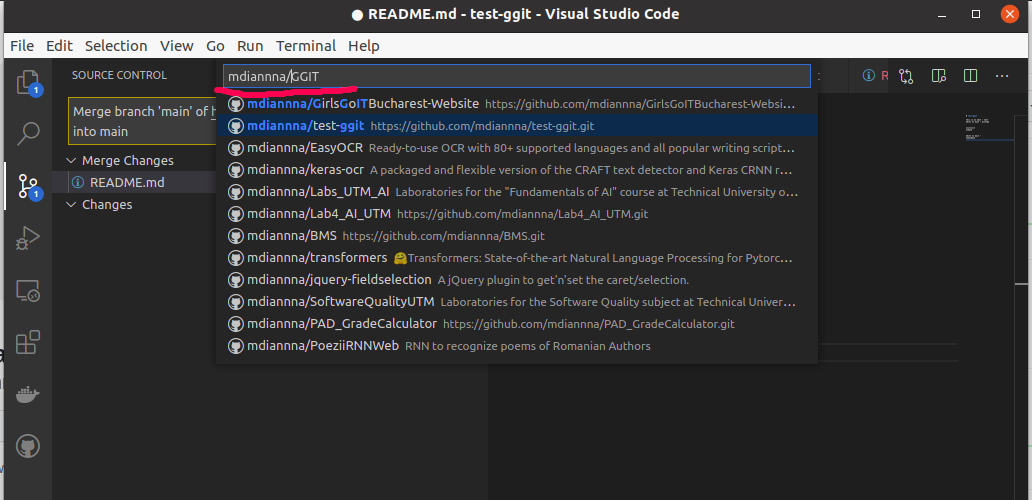 ● README.md - test-ggit - Visual Studio Code
File Edit Selection View Go Run Terminal Help
SOURCE CONTROL
mdiannna/GGIT
1
Merge branch 'main' of h
into main
Merge Changes
README.md
Changes
1
mdiannna/GirlsGoITBucharest-Website https://github.com/mdiannna/GirlsGoITBucharest-Websi...
mdiannna/test-ggit https://github.com/mdiannna/test-ggit.git
mdiannna/EasyOCR Ready-to-use OCR with 80+ supported languages and all popular writing script...
mdiannna/keras-ocr A packaged and flexible version of the CRAFT text detector and Keras CRNN r...
mdiannna/Labs_UTM_AI Laboratories for the "Fundamentals of AI" course at Technical University o...
mdiannna/Lab4_AI_UTM https://github.com/mdiannna/Lab4_AI_UTM.git
mdiannna/BMS https://github.com/mdiannna/BMS.git
mdiannna/transformers 🤗Transformers: State-of-the-art Natural Language Processing for Pytorc...
mdiannna/jquery-fieldselection A jQuery plugin to get'n'set the caret/selection.
mdiannna/SoftwareQualityUTM Laboratories for the Software Quality subject at Technical Univer...
mdiannna/PAD_GradeCalculator https://github.com/mdiannna/PAD_GradeCalculator.git
mdiannna/PoeziiRNNWeb RNN to recognize poems of Romanian Authors